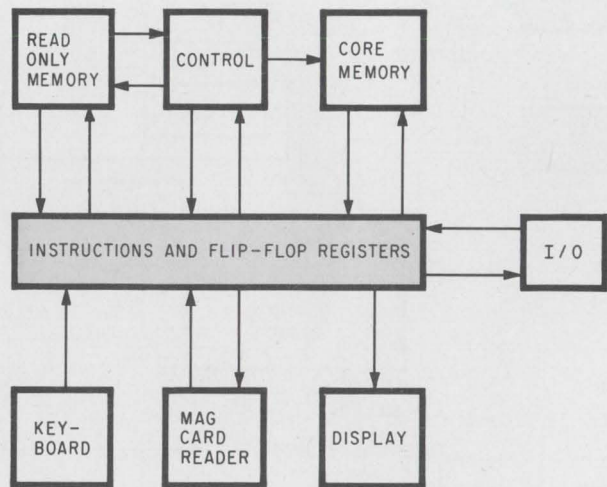 READ
ONLY
MEMORY
CONTROL
CORE
MEMORY
INSTRUCTIONS AND FLIP-FLOP REGISTERS
I/O
KEY-
BOARD
MAG
CARD
READER
DISPLAY